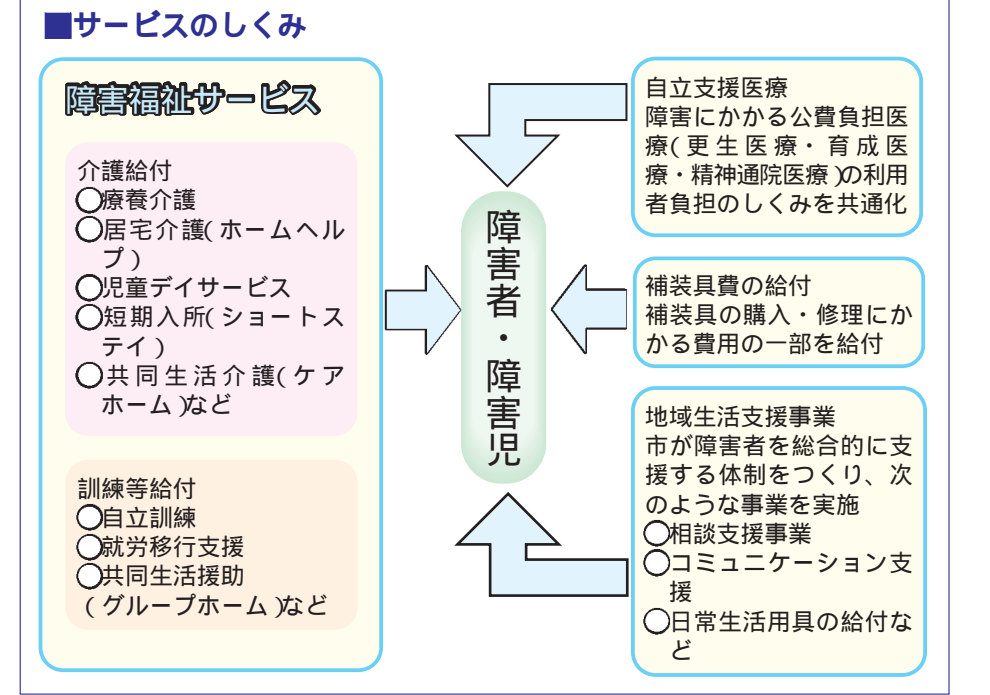 ■サービスのしくみ
障害福祉サービス
介護給付
○療養介護
○居宅介護(ホームヘル
プ)
○児童デイサービス
○短期入所(ショートス
テイ)
○共同生活介護(ケア
ホーム)など
訓練等給付
○自立訓練
○就労移行支援
○共同生活援助
(グループホーム)など
障害者・障害児
自立支援医療
障害にかかる公費負担医
療(更生医療・育成医
療・精神通院医療)の利用
者負担のしくみを共通化
補装具費の給付
補装具の購入・修理にか
かる費用の一部を給付
地域生活支援事業
市が障害者を総合的に支
援する体制をつくり、次
のような事業を実施
○相談支援事業
○コミュニケーション支
援
○日常生活用具の給付な
ど